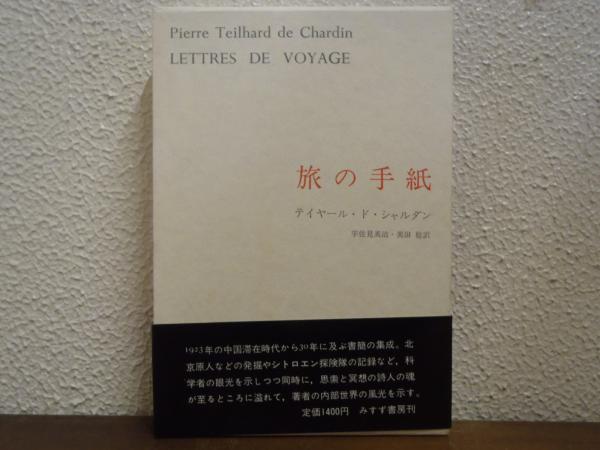 Pierre Teilhard de Chardin
LETTRES DE VOYAGE
旅の手紙
テイヤール・ド・シャルダン
宇佐見英治・美田 稔訳
1923年の中国滞在時代から30年に及ぶ書簡の集成。北
京原人などの発掘やシトロエン探険隊の記録など，科
学者の眼光を示しつつ同時に，思索と冥想の詩人の魂
が至るところに溢れて，著者の内部世界の風光を示す。
定価1400円 みすず書房刊